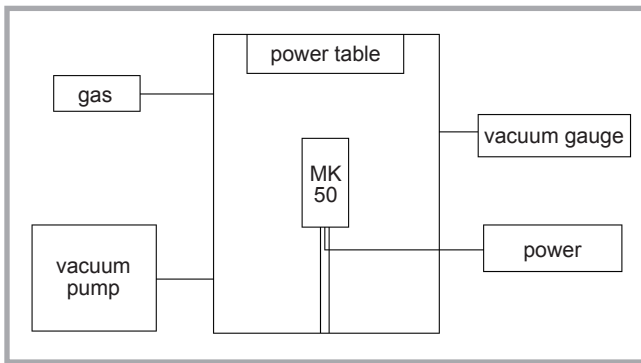 power table
gas
vacuum gauge
MK
50
power
vacuum
pump